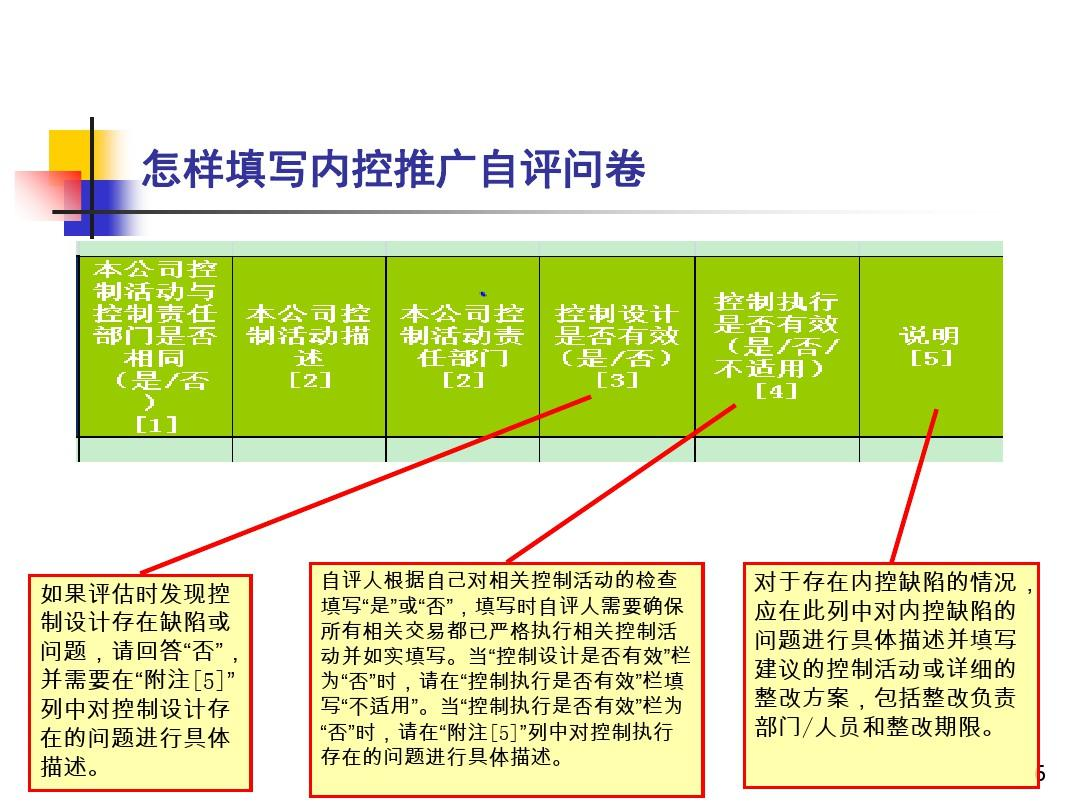 怎样填写内控推广自评问卷
本公司控
制活动与
控制责任
部门是否
相同
（是/否
）
[1]
本公司控
制活动描
述
[2]
本公司控
制活动责
任部门
[2]
控制设计
是否有效
（是/否）
[3]
控制执行
是否有效
（是/否/
不适用）
[4]
说明
[5]
如果评估时发现控
制设计存在缺陷或
问题，请回答“否”，
并需要在“附注[5]”
列中对控制设计存
在的问题进行具体
描述。
自评人根据自己对相关控制活动的检查
填写“是”或“否”，填写时自评人需要确保
所有相关交易都已严格执行相关控制活
动并如实填写。当“控制设计是否有效”栏
为“否”时，请在“控制执行是否有效”栏填
写“不适用”。当“控制执行是否有效”栏为
“否”时，请在“附注[5]”列中对控制执行
存在的问题进行具体描述。
对于存在内控缺陷的情况，
应在此列中对内控缺陷的
问题进行具体描述并填写
建议的控制活动或详细的
整改方案，包括整改负责
部门/人员和整改期限。